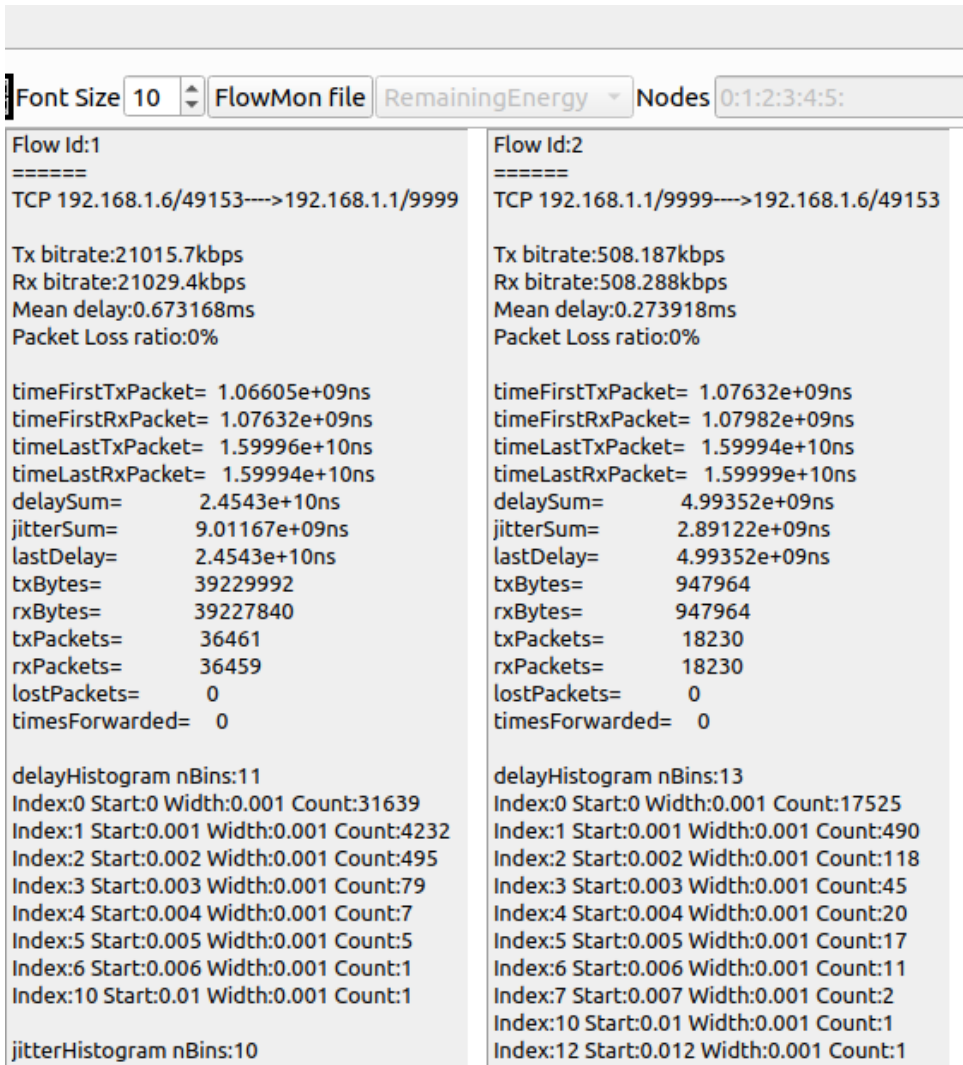 Font Size 10 FlowMon file RemainingEnergy Nodes 0:1:2:3:4:5:
Flow Id:1
======
TCP 192.168.1.6/49153---->192.168.1.1/9999
Tx bitrate:21015.7kbps
Rx bitrate:21029.4kbps
Mean delay:0.673168ms
Packet Loss ratio:0%
timeFirstTxPacket= 1.06605e+09ns
timeFirstRxPacket= 1.07632e+09ns
timeLastTxPacket= 1.59996e+10ns
timeLastRxPacket= 1.59994e+10ns
delaySum= 2.4543e+10ns
jitterSum= 9.01167e+09ns
lastDelay= 2.4543e+10ns
txBytes= 39229992
rxBytes= 39227840
txPackets= 36461
rxPackets= 36459
lostPackets= 0
timesForwarded= 0
delayHistogram nBins:11
Index:0 Start:0 Width:0.001 Count:31639
Index:1 Start:0.001 Width:0.001 Count:4232
Index:2 Start:0.002 Width:0.001 Count:495
Index:3 Start:0.003 Width:0.001 Count:79
Index:4 Start:0.004 Width:0.001 Count:7
Index:5 Start:0.005 Width:0.001 Count:5
Index:6 Start:0.006 Width:0.001 Count:1
Index:10 Start:0.01 Width:0.001 Count:1
jitterHistogram nBins:10
Flow Id:2
======
TCP 192.168.1.1/9999---->192.168.1.6/49153
Tx bitrate:508.187kbps
Rx bitrate:508.288kbps
Mean delay:0.273918ms
Packet Loss ratio:0%
timeFirstTxPacket= 1.07632e+09ns
timeFirstRxPacket= 1.07982e+09ns
timeLastTxPacket= 1.59994e+10ns
timeLastRxPacket= 1.59999e+10ns
delaySum= 4.99352e+09ns
jitterSum= 2.89122e+09ns
lastDelay= 4.99352e+09ns
txBytes= 947964
rxBytes= 947964
txPackets= 18230
rxPackets= 18230
lostPackets= 0
timesForwarded= 0
delayHistogram nBins:13
Index:0 Start:0 Width:0.001 Count:17525
Index:1 Start:0.001 Width:0.001 Count:490
Index:2 Start:0.002 Width:0.001 Count:118
Index:3 Start:0.003 Width:0.001 Count:45
Index:4 Start:0.004 Width:0.001 Count:20
Index:5 Start:0.005 Width:0.001 Count:17
Index:6 Start:0.006 Width:0.001 Count:11
Index:7 Start:0.007 Width:0.001 Count:2
Index:10 Start:0.01 Width:0.001 Count:1
Index:12 Start:0.012 Width:0.001 Count:1